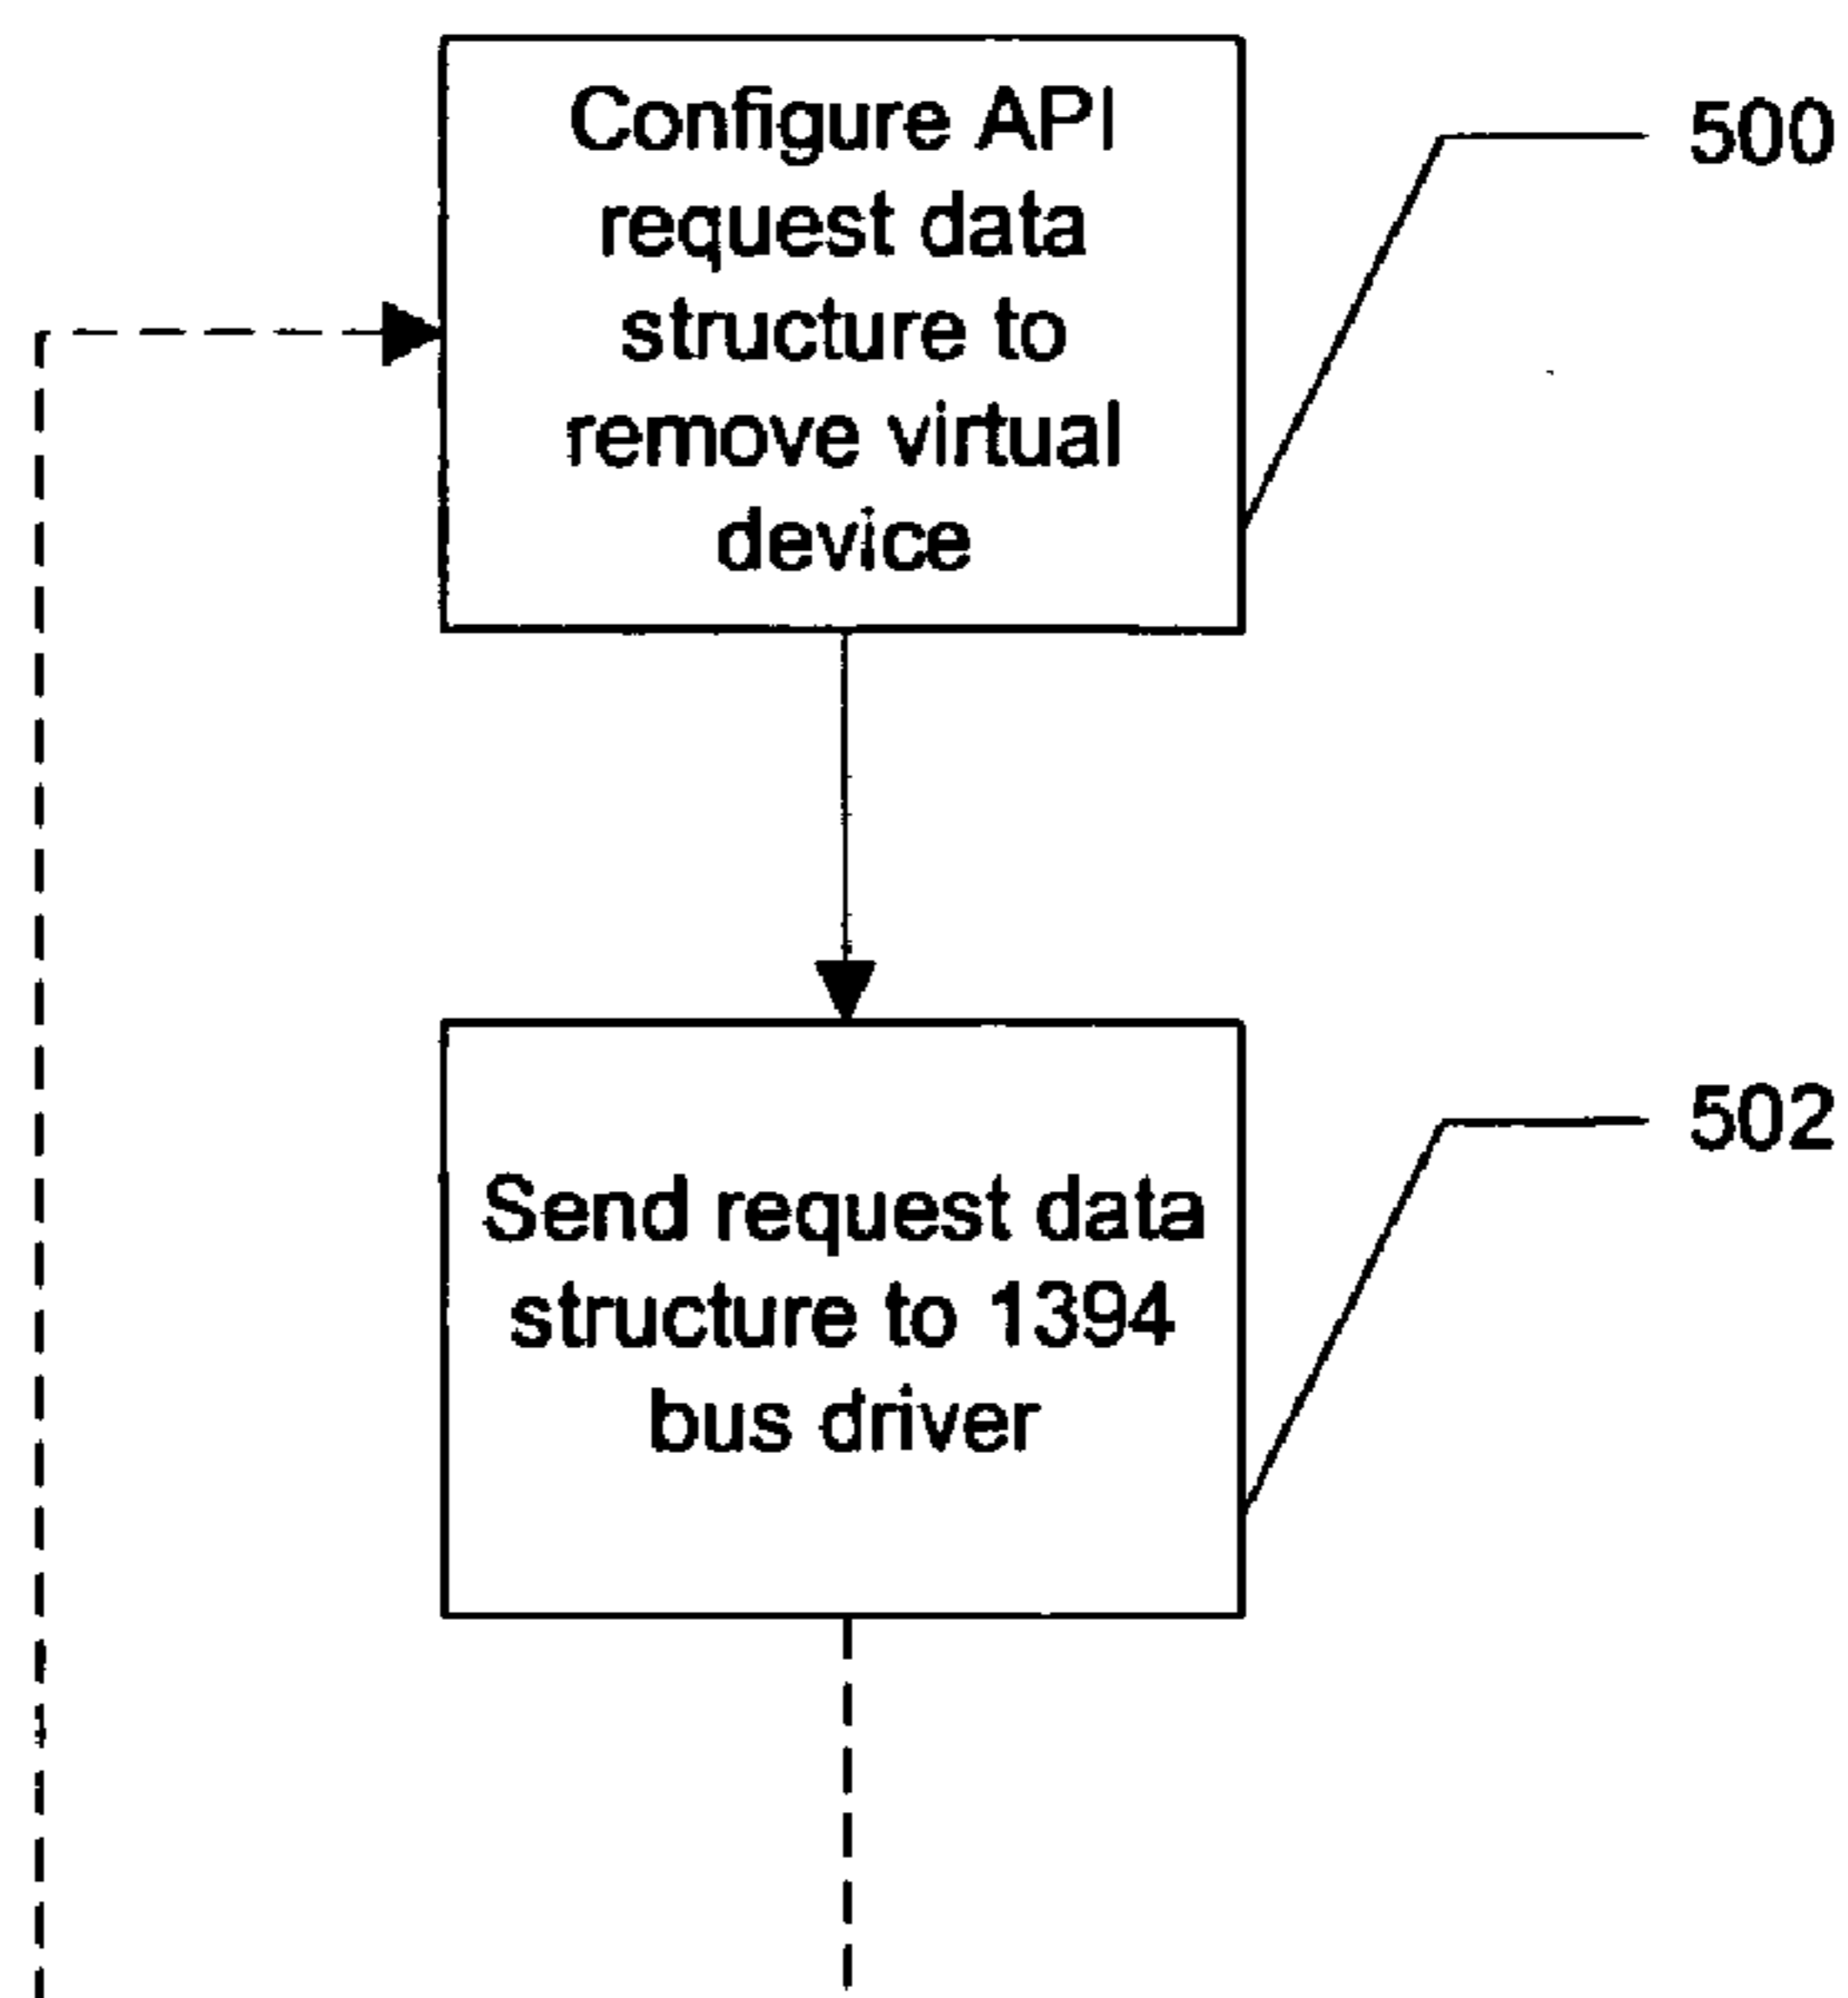 Configure API
request data
structure to
remove virtual
device
500
Send request data
structure to 1394
bus driver
502